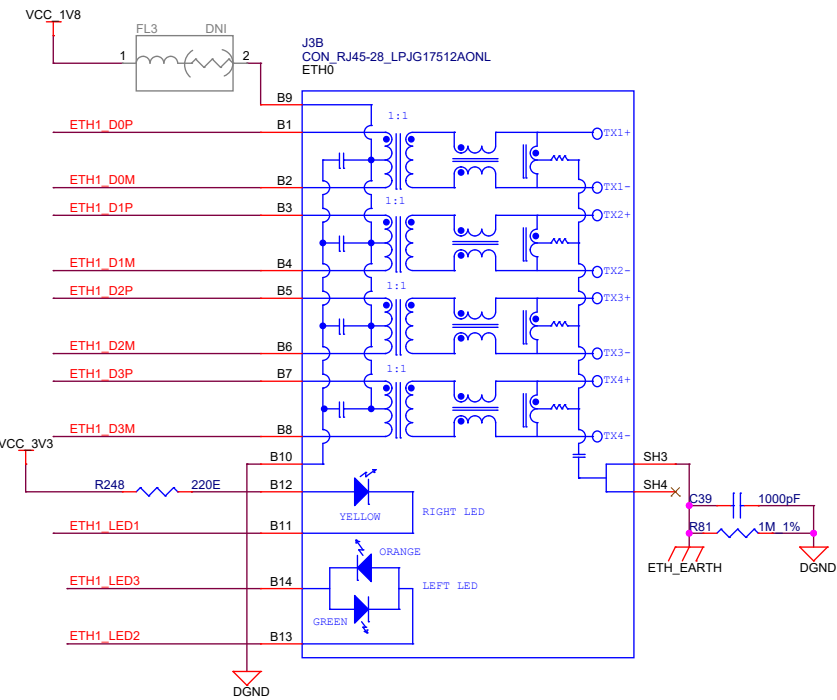 VCC_1V8
FL3 DNI
1 2
J3B
CON_RJ45-28_LPJG17512AONL
ETH0
B9
1:1
ETH1_D0P B1 TX1+
ETH1_D0M B2 TX1-
1:1
ETH1_D1P B3 TX2+
ETH1_D1M B4 TX2-
1:1
ETH1_D2P B5 TX3+
ETH1_D2M B6 TX3-
1:1
ETH1_D3P B7 TX4+
ETH1_D3M B8 TX4-
VCC_3V3
B10 SH3
R248 220E B12 SH4
C39 1000pF
YELLOW RIGHT LED
ETH1_LED1 B11 R81 1M_1%
ORANGE
ETH_EARTH DGND
ETH1_LED3 B14 LEFT LED
GREEN
ETH1_LED2 B13
DGND